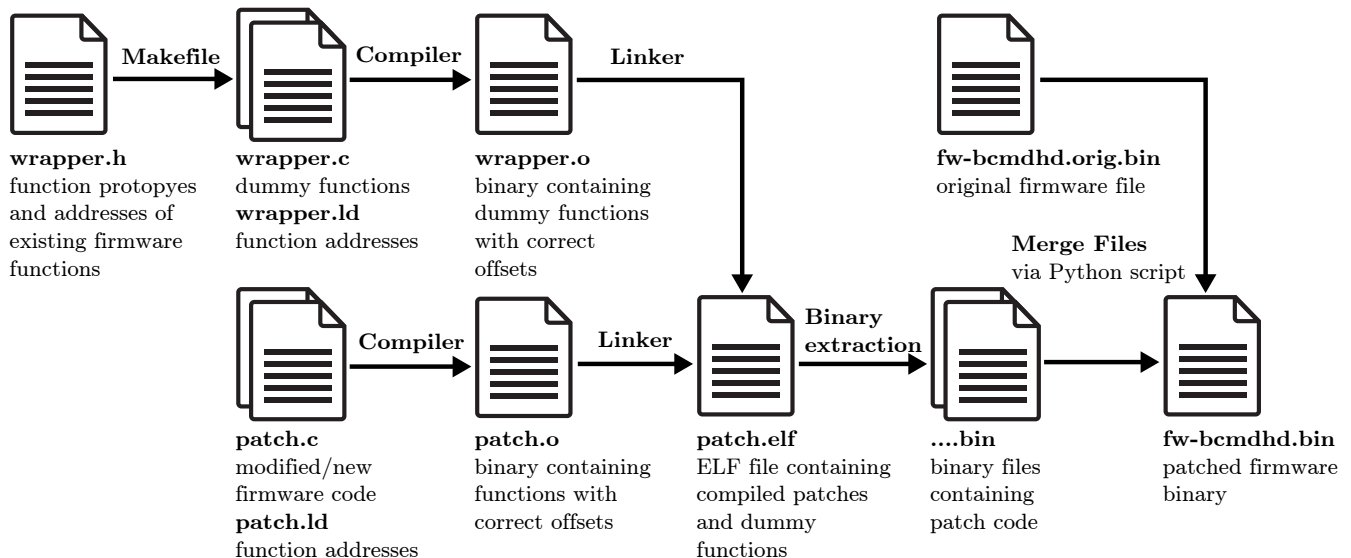 Makefile
Compiler
Linker
wrapper.h
function protopyes
and addresses of
existing firmware
functions
wrapper.c
dummy functions
wrapper.ld
function addresses
wrapper.o
binary containing
dummy functions
with correct
offsets
fw-bcmdhd.orig.bin
original firmware file
Merge Files
via Python script
Compiler
Linker
Binary
extraction
patch.c
modified/new
firmware code
patch.ld
function addresses
patch.o
binary containing
functions with
correct offsets
patch.elf
ELF file containing
compiled patches
and dummy
functions
....bin
binary files
containing
patch code
fw-bcmdhd.bin
patched firmware
binary